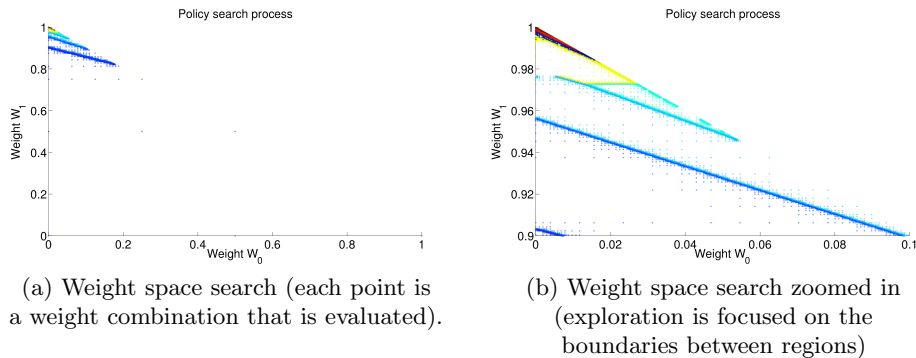 Policy search process
1
0.8
0.6
0.4
0.2
0
Weight W1
0 0.2 0.4 0.6 0.8 1
Weight W0
(a) Weight space search (each point is
a weight combination that is evaluated).
Policy search process
1
0.98
0.96
0.94
0.92
0.9
Weight W1
0 0.02 0.04 0.06 0.08 0.1
Weight W0
(b) Weight space search zoomed in
(exploration is focused on the
boundaries between regions)